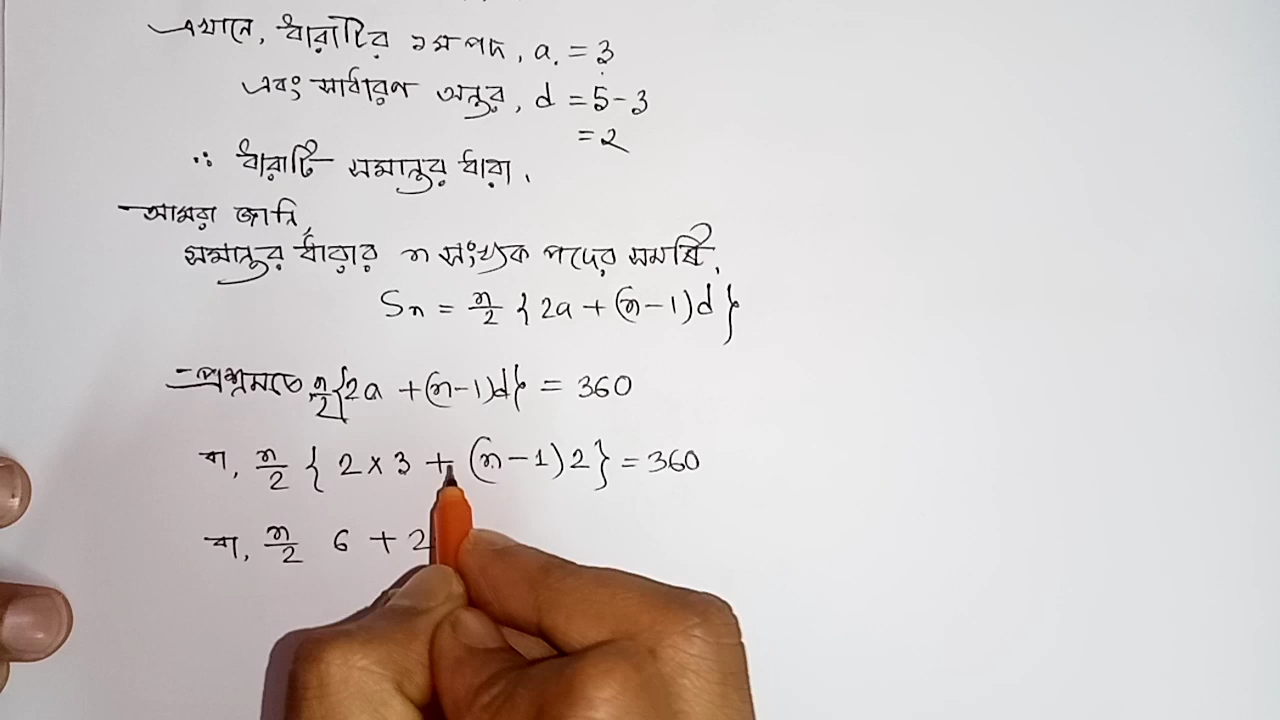 এখানে, ধারাটির ১ম পদ, a = 3
এবং সাধারণ অন্তর, d = 5 - 3
= 2
∴ ধারাটি সমান্তর ধারা.
আমরা জানি,
সমান্তর ধারার n সংখ্যক পদের সমষ্টি,
Sn = n/2 {2a + (n-1)d}
প্রশ্নমতে, n/2 {2a + (n-1)d} = 360
বা, n/2 {2 × 3 + (n-1)2} = 360
বা, n/2 6 + 2